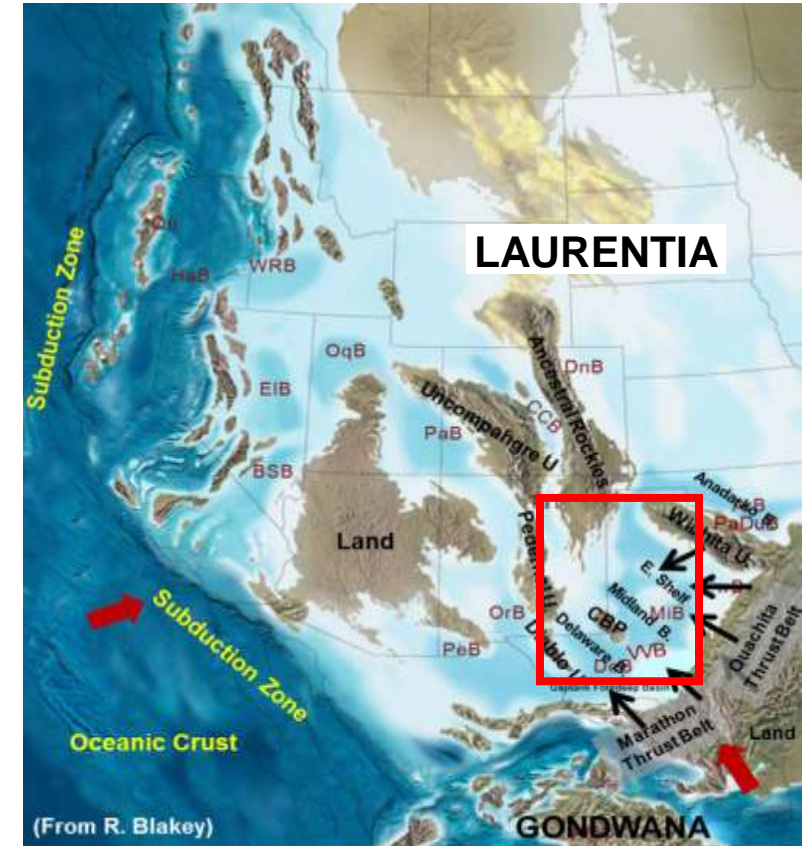 LAURENTIA
Subduction Zone
HaB
WRB
OqB
Ancestral Rockies
DnB
ElB
Uncompahgre U
CCB
PaB
BSB
Anadarko B.
PaDuB
Wichita U.
Land
E. Shelf
Midland B.
MiB
CBP
OrB
Delaware B.
VVB
PeB
Subduction Zone
Ouachita
Thrust Belt
Marathon
Thrust Belt
Land
Oceanic Crust
(From R. Blakey)
GONDWANA